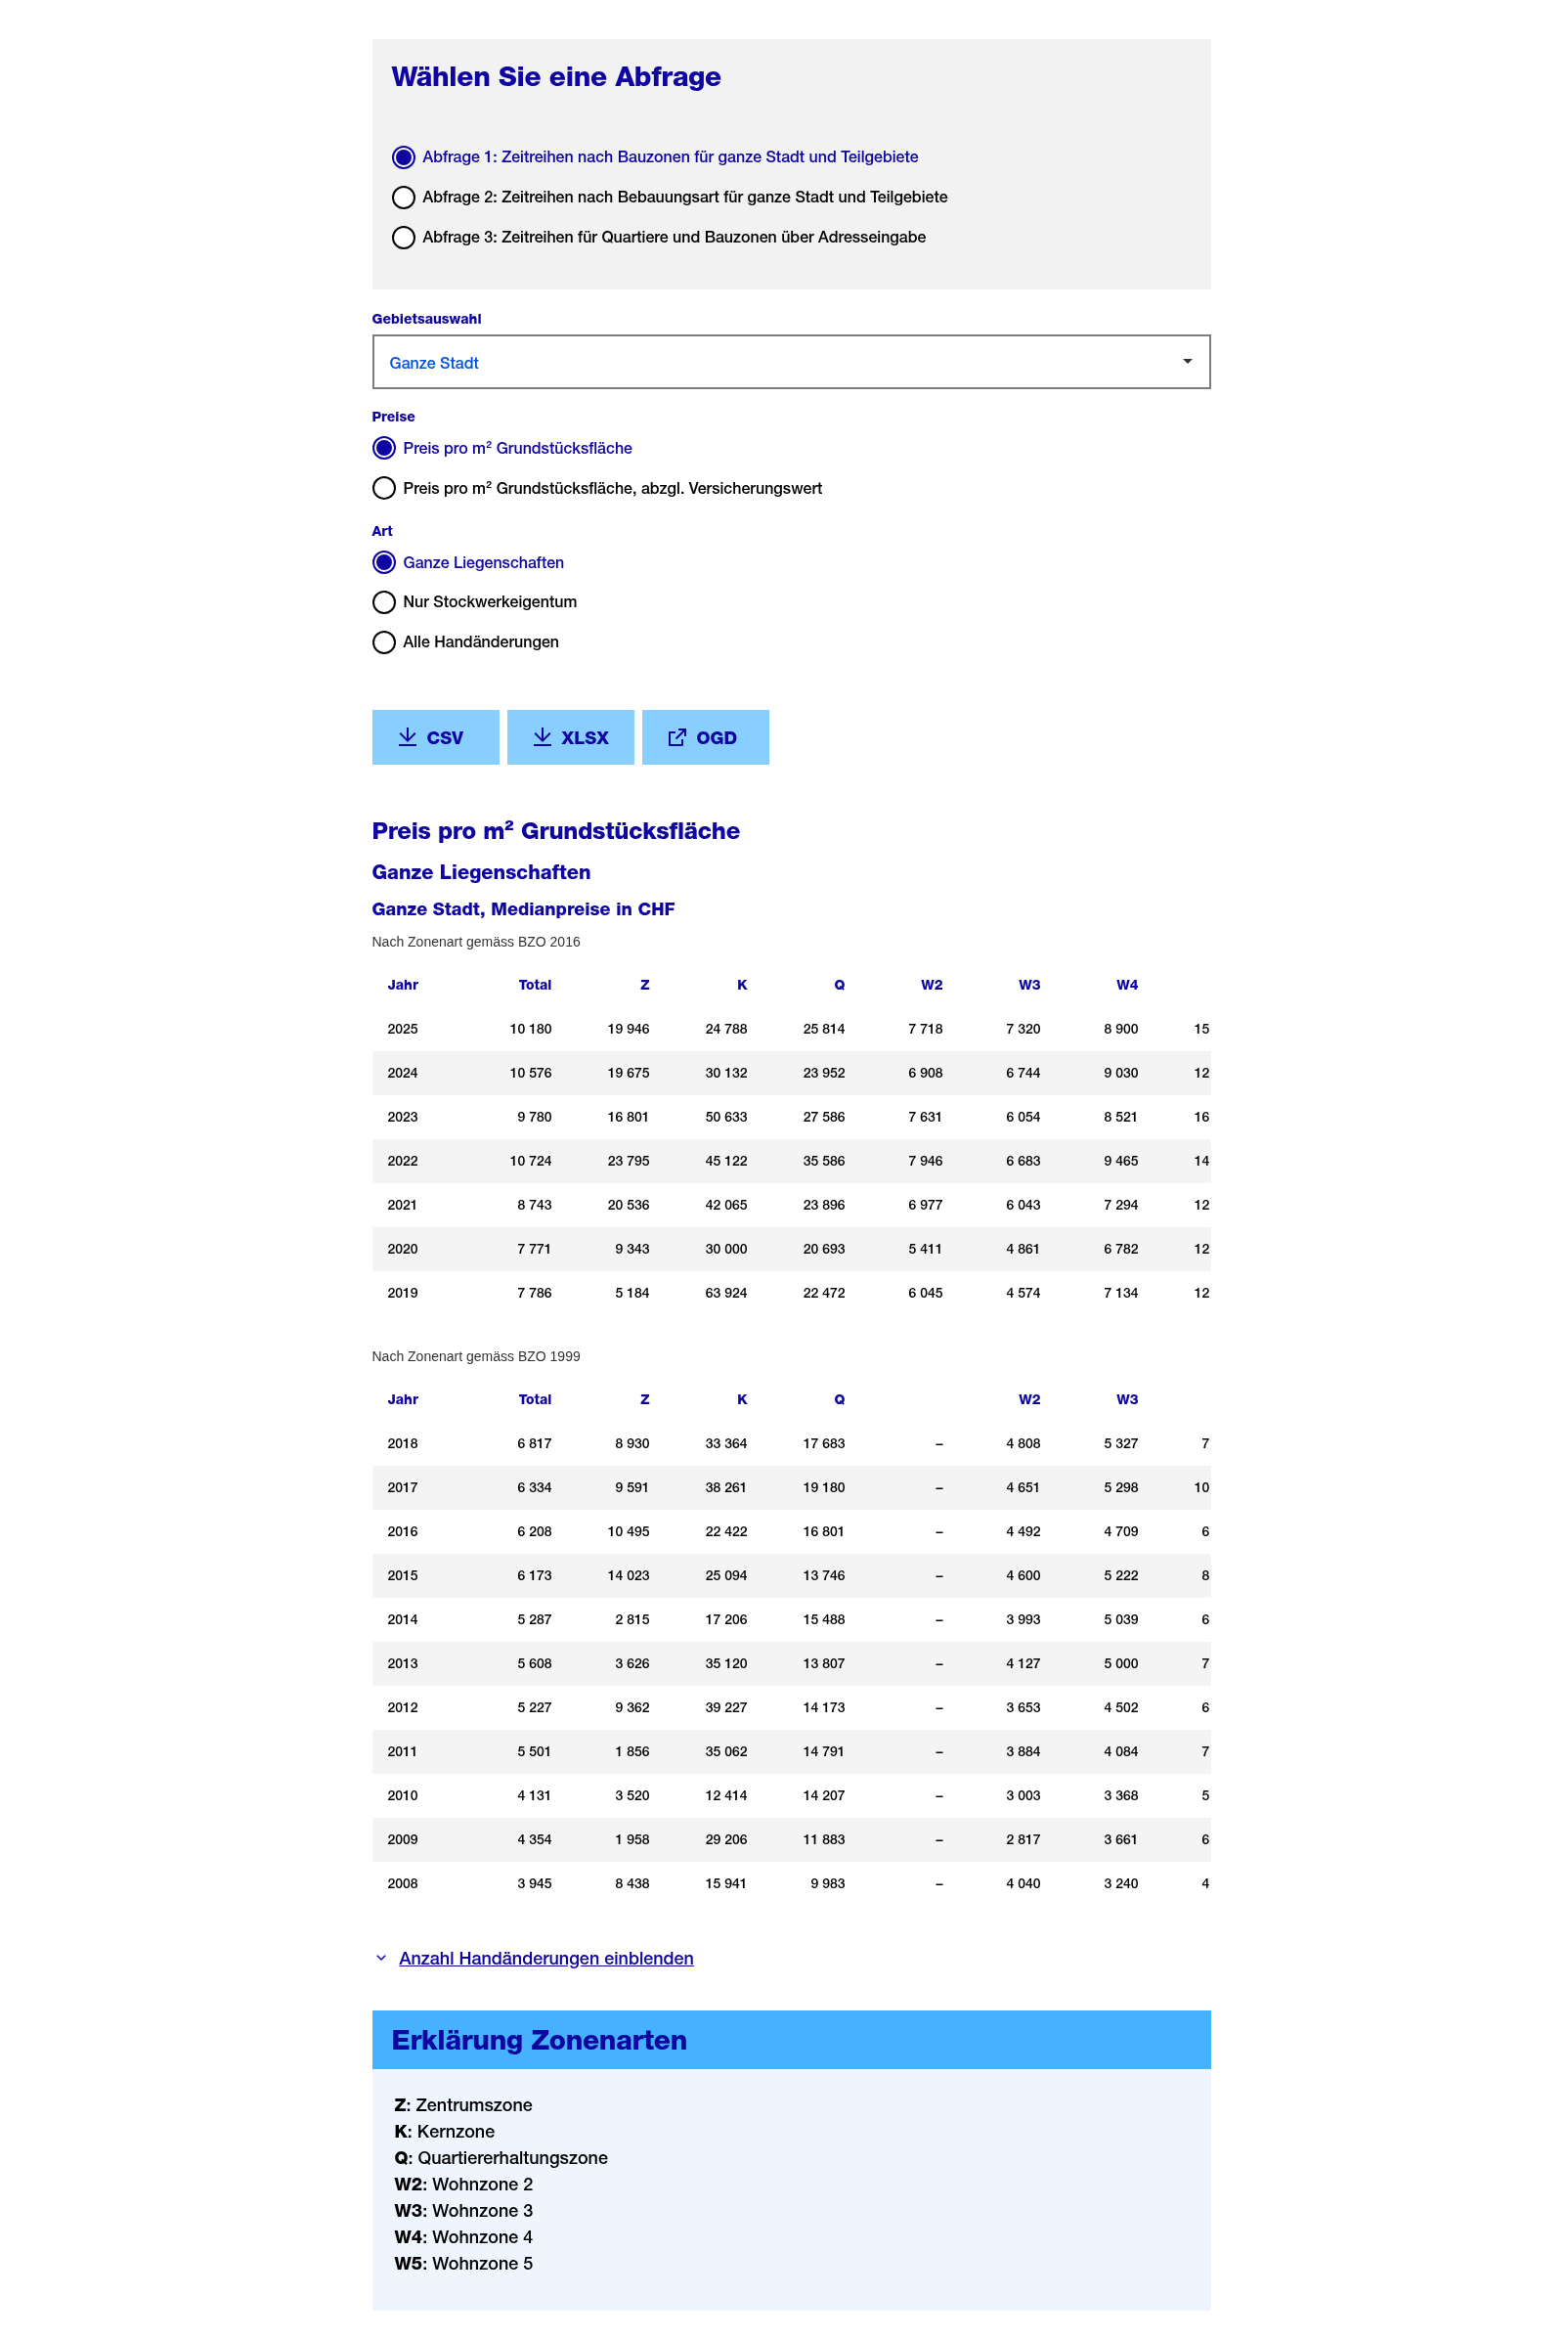 Wählen Sie eine Abfrage
Abfrage 1: Zeitreihen nach Bauzonen für ganze Stadt und Teilgebiete
Abfrage 2: Zeitreihen nach Bebauungsart für ganze Stadt und Teilgebiete
Abfrage 3: Zeitreihen für Quartiere und Bauzonen über Adresseingabe
Gebietsauswahl
Ganze Stadt
Preise
Preis pro m² Grundstücksfläche
Preis pro m² Grundstücksfläche, abzgl. Versicherungswert
Art
Ganze Liegenschaften
Nur Stockwerkeigentum
Alle Handänderungen
CSV XLSX OGD
Preis pro m² Grundstücksfläche
Ganze Liegenschaften
Ganze Stadt, Medianpreise in CHF
Nach Zonenart gemäss BZO 2016
Jahr Total Z K Q W2 W3 W4
2025 10 180 19 946 24 788 25 814 7 718 7 320 8 900 15
2024 10 576 19 675 30 132 23 952 6 908 6 744 9 030 12
2023 9 780 16 801 50 633 27 586 7 631 6 054 8 521 16
2022 10 724 23 795 45 122 35 586 7 946 6 683 9 465 14
2021 8 743 20 536 42 065 23 896 6 977 6 043 7 294 12
2020 7 771 9 343 30 000 20 693 5 411 4 861 6 782 12
2019 7 786 5 184 63 924 22 472 6 045 4 574 7 134 12
Nach Zonenart gemäss BZO 1999
Jahr Total Z K Q W2 W3
2018 6 817 8 930 33 364 17 683 – 4 808 5 327 7
2017 6 334 9 591 38 261 19 180 – 4 651 5 298 10
2016 6 208 10 495 22 422 16 801 – 4 492 4 709 6
2015 6 173 14 023 25 094 13 746 – 4 600 5 222 8
2014 5 287 2 815 17 206 15 488 – 3 993 5 039 6
2013 5 608 3 626 35 120 13 807 – 4 127 5 000 7
2012 5 227 9 362 39 227 14 173 – 3 653 4 502 6
2011 5 501 1 856 35 062 14 791 – 3 884 4 084 7
2010 4 131 3 520 12 414 14 207 – 3 003 3 368 5
2009 4 354 1 958 29 206 11 883 – 2 817 3 661 6
2008 3 945 8 438 15 941 9 983 – 4 040 3 240 4
Anzahl Handänderungen einblenden
Erklärung Zonenarten
Z: Zentrumszone
K: Kernzone
Q: Quartiererhaltungszone
W2: Wohnzone 2
W3: Wohnzone 3
W4: Wohnzone 4
W5: Wohnzone 5